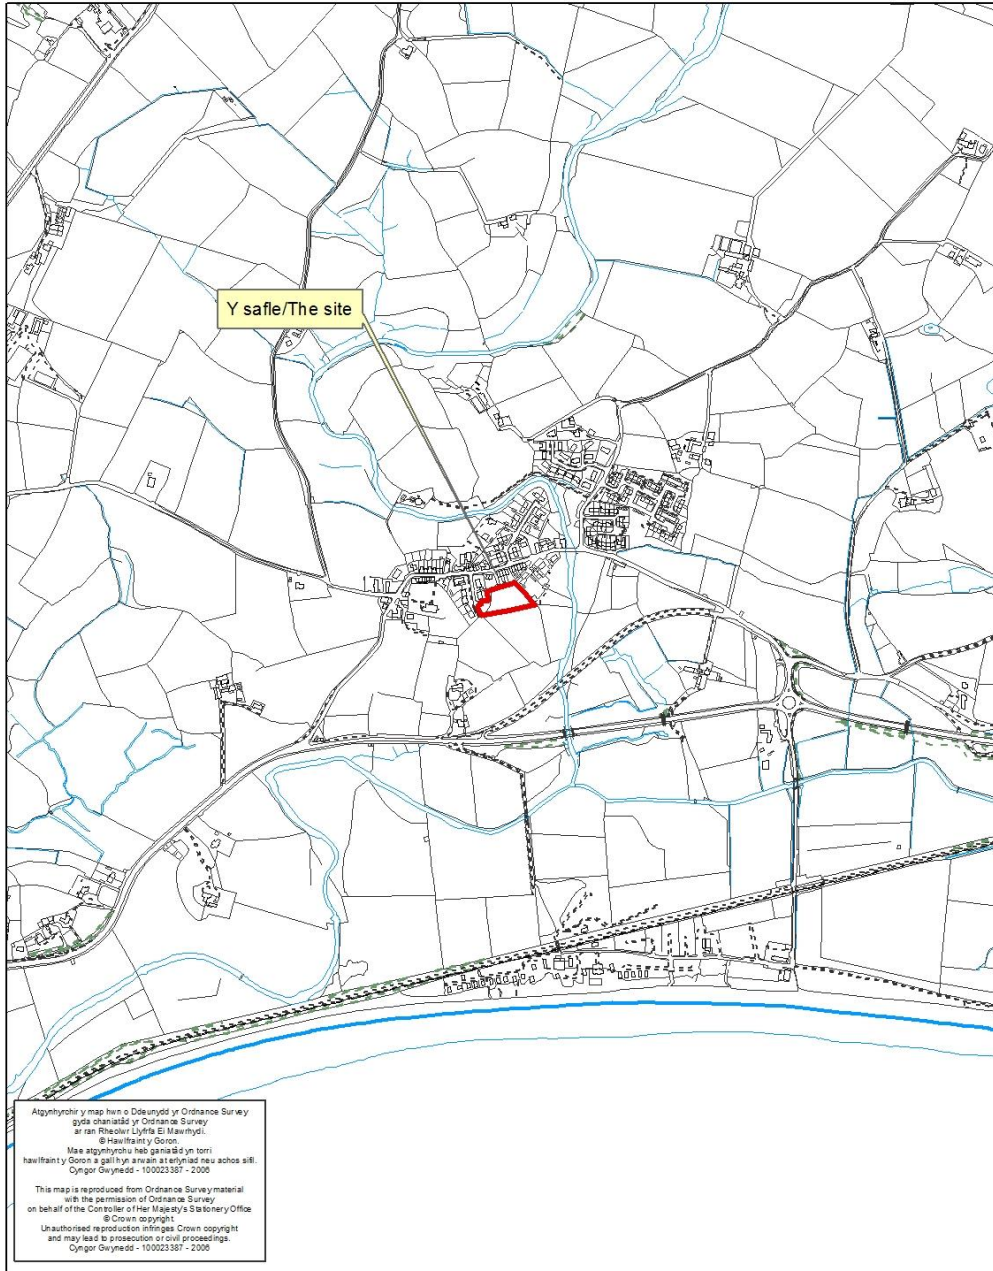 Y safle/The site
Atgynhyrchir y map hwn o Ddeunydd yr Ordnance Survey
gyda chaniatâd yr Ordnance Survey
ar ran Rheolwr Llyfrfa Ei Mawrhydi.
© Hawlfraint y Goron.
Mae atgynhyrchu heb ganiatâd yn torri
hawlfraint y Goron a gall hyn arwain at erlyniad neu achos sifil.
Cyngor Gwynedd - 100023387 - 2006
This map is reproduced from Ordnance Survey material
with the permission of Ordnance Survey
on behalf of the Controller of Her Majesty's Stationery Office
© Crown copyright.
Unauthorised reproduction infringes Crown copyright
and may lead to prosecution or civil proceedings.
Cyngor Gwynedd - 100023387 - 2006